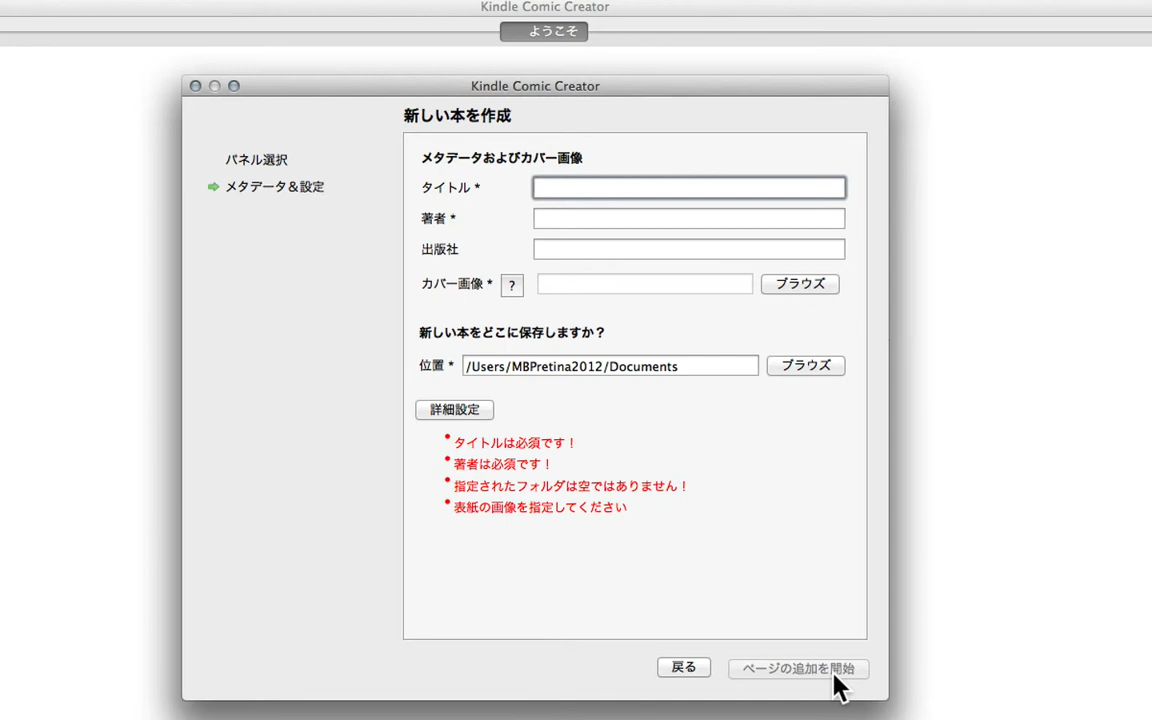 Kindle Comic Creator
ようこそ
Kindle Comic Creator
新しい本を作成
パネル選択
メタデータ＆設定
メタデータおよびカバー画像
タイトル *
著者 *
出版社
カバー画像 * ? ブラウズ
新しい本をどこに保存しますか？
位置 * /Users/MBPretina2012/Documents ブラウズ
詳細設定
* タイトルは必須です！
* 著者は必須です！
* 指定されたフォルダは空ではありません！
* 表紙の画像を指定してください
戻る ページの追加を開始